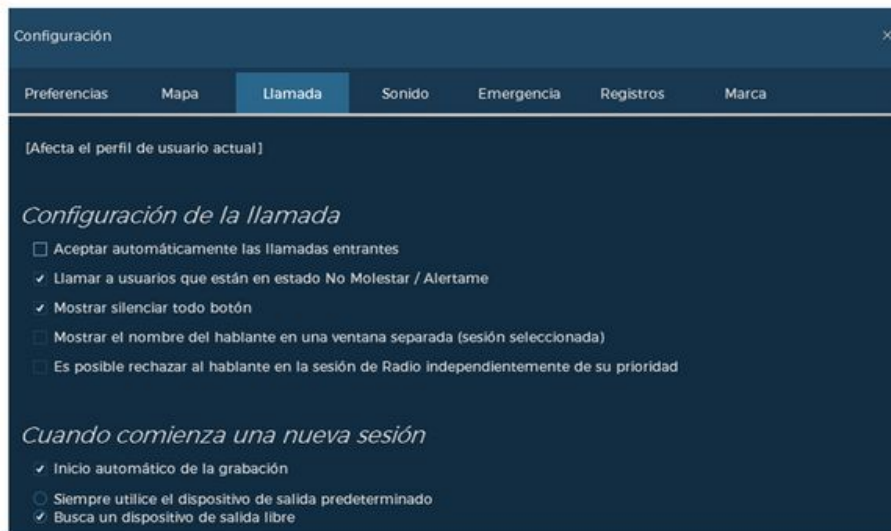 Configuración
Preferencias Mapa Llamada Sonido Emergencia Registros Marca
[Afecta el perfil de usuario actual]
Configuración de la llamada
Aceptar automáticamente las llamadas entrantes
Llamar a usuarios que están en estado No Molestar / Alertame
Mostrar silenciar todo botón
Mostrar el nombre del hablante en una ventana separada (sesión seleccionada)
Es posible rechazar al hablante en la sesión de Radio independientemente de su prioridad
Cuando comienza una nueva sesión
Inicio automático de la grabación
Siempre utilice el dispositivo de salida predeterminado
Busca un dispositivo de salida libre